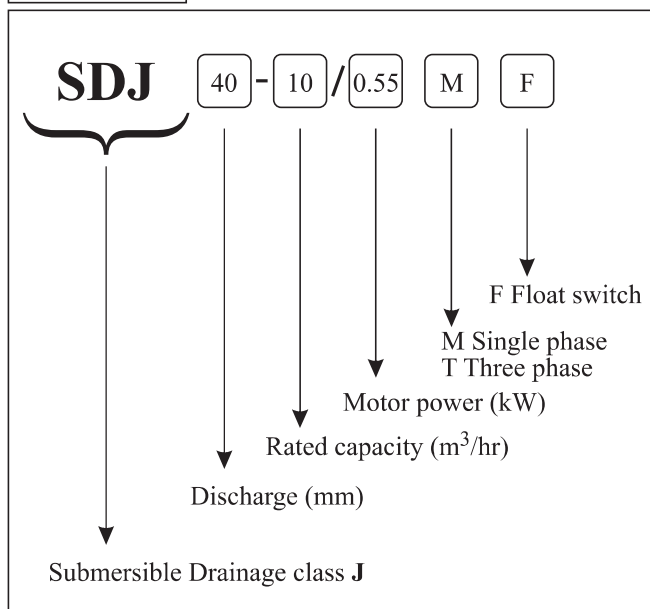 SDJ 40 - 10 / 0.55 M F
F Float switch
M Single phase
T Three phase
Motor power (kW)
Rated capacity (m³/hr)
Discharge (mm)
Submersible Drainage class J